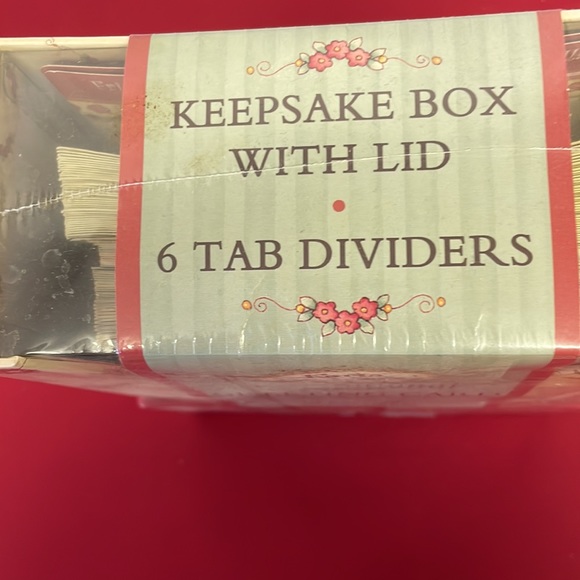 KEEPSAKE BOX
WITH LID
6 TAB DIVIDERS